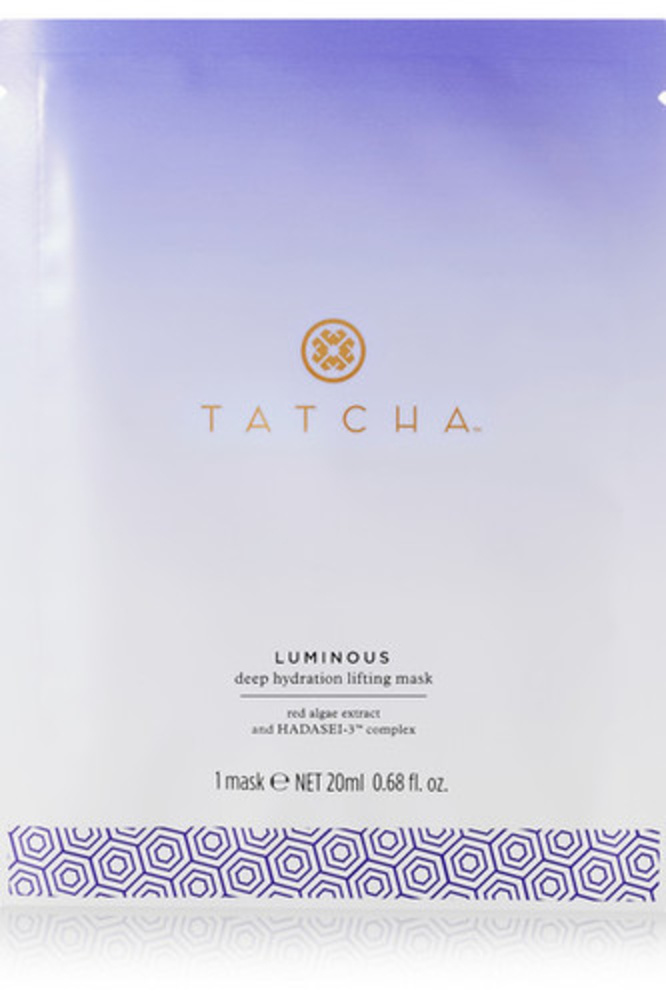 TATCHA™
LUMINOUS
deep hydration lifting mask
red algae extract
and HADASEI-3™ complex
1 mask ℮ NET 20ml 0.68 fl. oz.